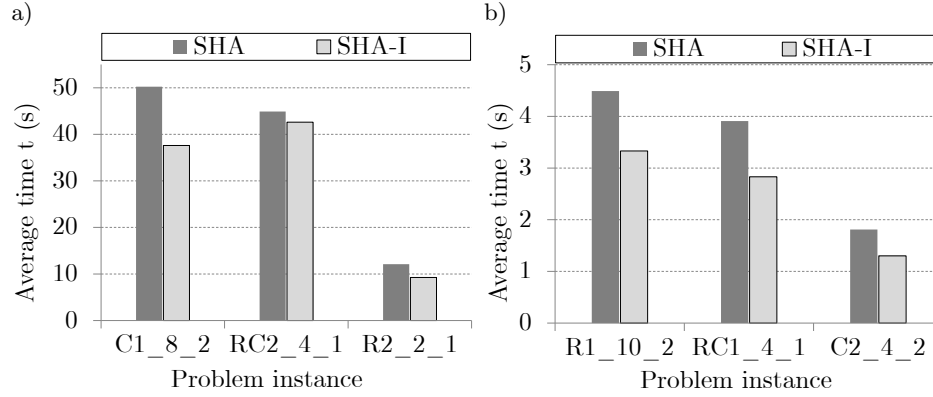 a)
SHA SHA-I
Average time t (s)
50
40
30
20
10
0
C1_8_2 RC2_4_1 R2_2_1
Problem instance
b)
SHA SHA-I
Average time t (s)
5
4
3
2
1
0
R1_10_2 RC1_4_1 C2_4_2
Problem instance